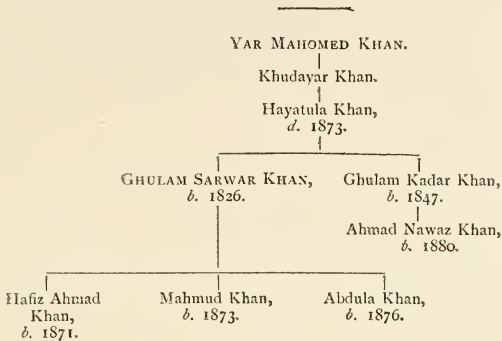 YAR MAHOMED KHAN.
Khudayar Khan.
Hayatula Khan,
d. 1873.
GHULAM SARWAR KHAN,
b. 1826.
Ghulam Kadar Khan,
b. 1847.
Ahmad Nawaz Khan,
b. 1880.
Hafiz Ahmad
Khan,
b. 1871.
Mahmud Khan,
b. 1873.
Abdula Khan,
b. 1876.